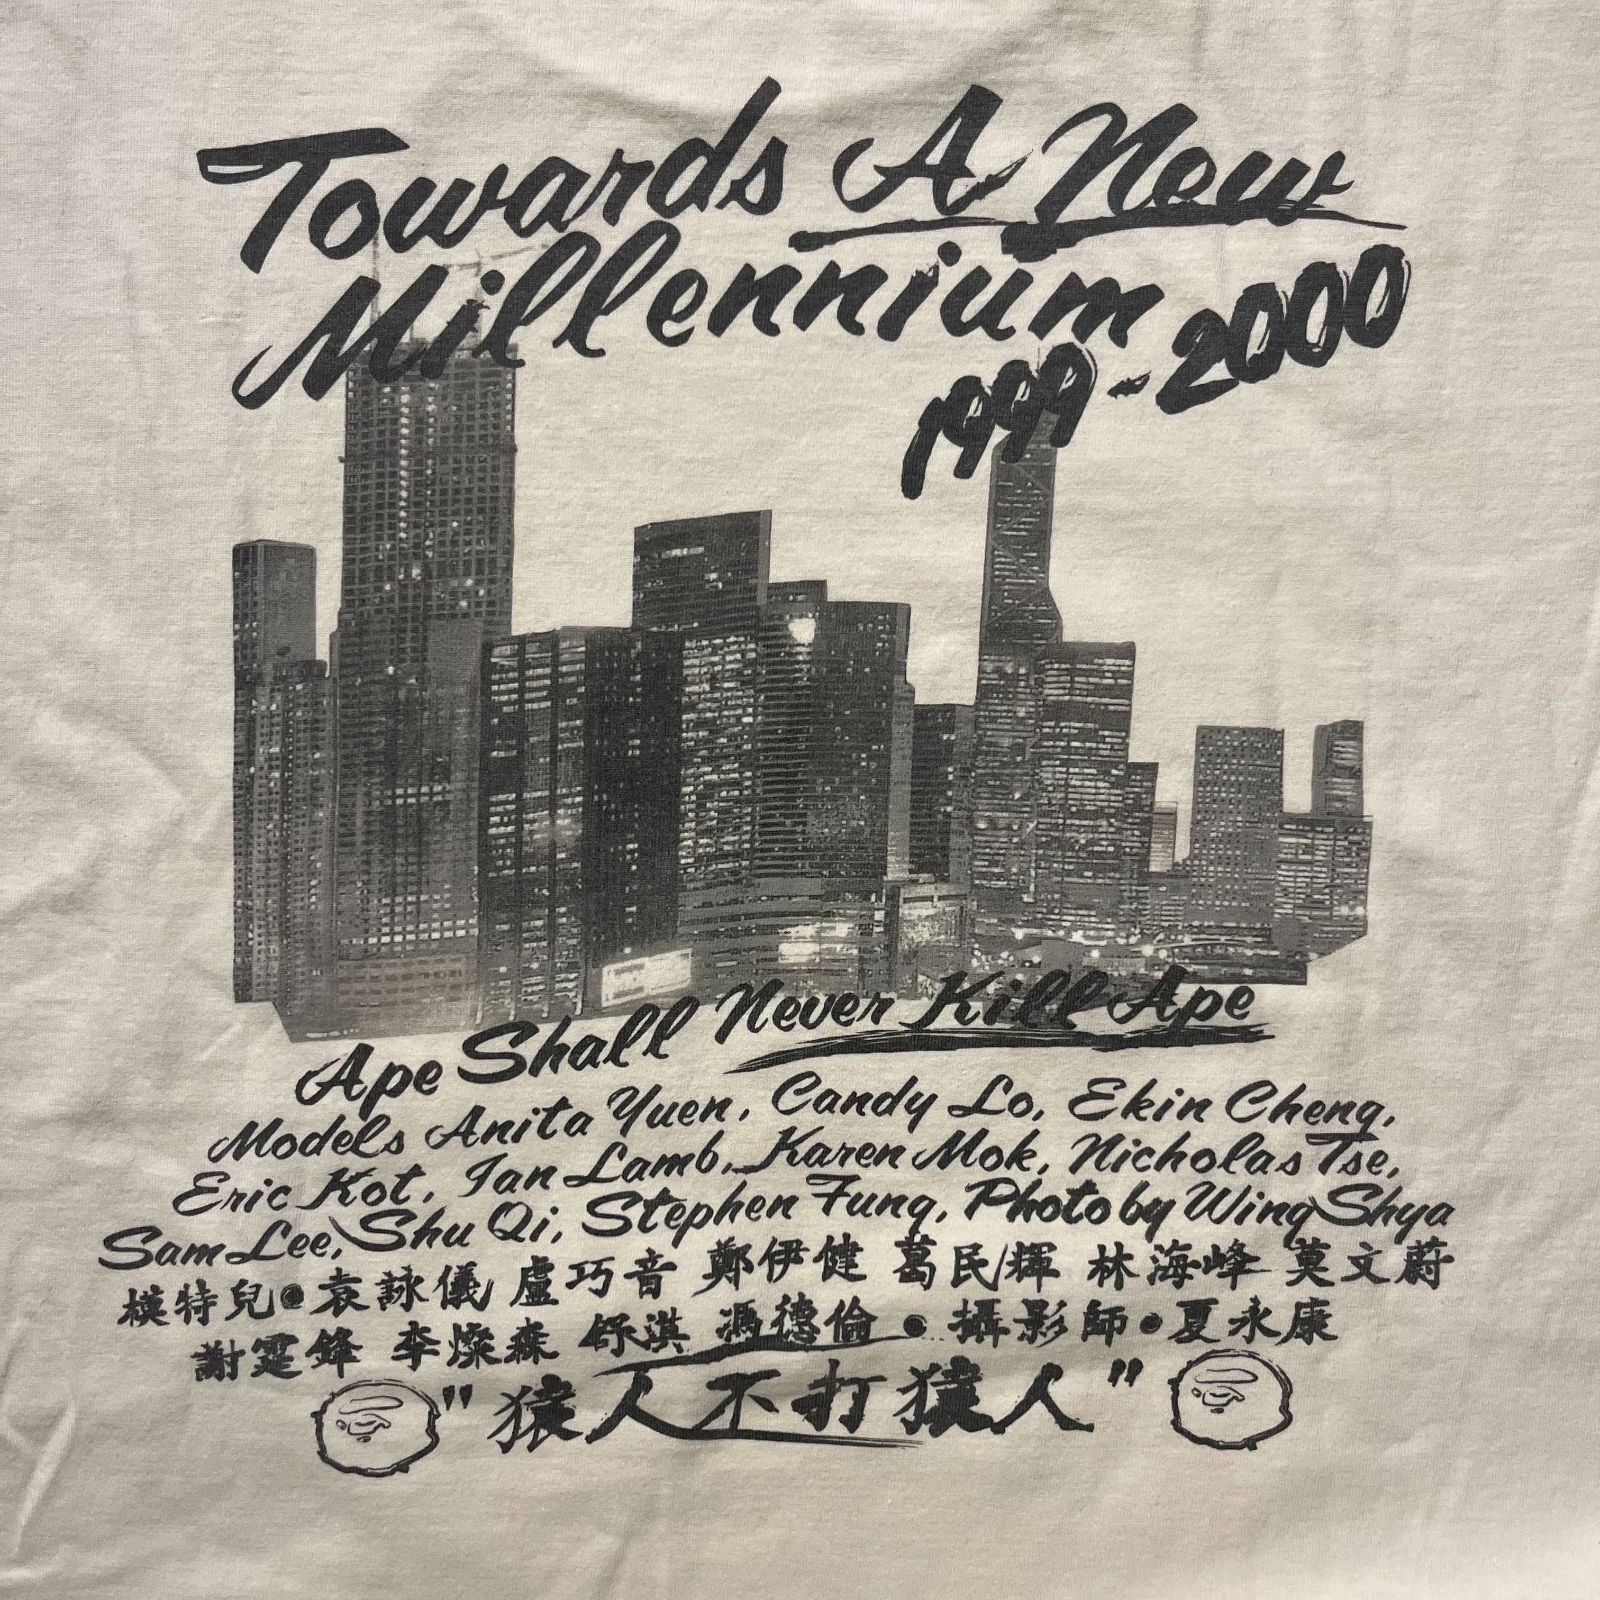 Towards A New
Millennium
1999-2000
Ape Shall Never Kill Ape
Models Anita Yuen, Candy Lo, Ekin Cheng,
Eric Kot, Ian Lamb, Karen Mok, Nicholas Tse,
Sam Lee, Shu Qi, Stephen Fung, Photo by Wing Shya
模特兒●袁詠儀 盧巧音 鄭伊健 葛民輝 林海峰 莫文蔚
謝霆鋒 李燦森 舒淇 馮德倫●攝影師●夏永康
"猿人不打猿人"